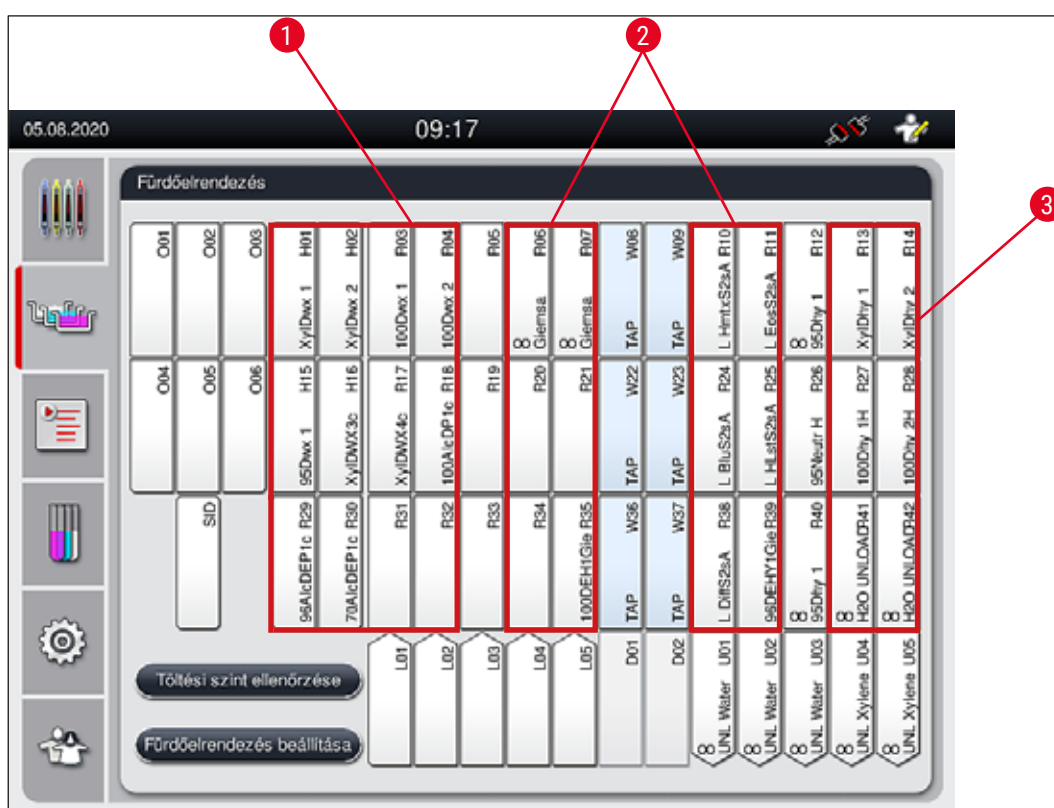 1
2
05.08.2020
09:17
3
Fürdőelrendezés
O01
O02
O03
H01
XylDwx 1
H02
XylDwx 2
R03
100Dwx 1
R04
100Dwx 2
R05
R06
∞
Giemsa
R07
∞
Giemsa
W08
TAP
W09
TAP
R10
L HmtxS2sA
R11
L EosS2sA
R12
∞
95Dhy 1
R13
XylDhy 1
R14
XylDhy 2
O04
O05
O06
H15
95Dwx 1
H16
XylDWX3c
R17
XylDWX4c
R18
100AlcDP1c
R19
R20
R21
W22
TAP
W23
TAP
R24
L BluS2sA
R25
L HLstS2sA
R26
95Neutr H
R27
100Dhy 1H
R28
100Dhy 2H
SID
R29
96AlcDEP1c
R30
70AlcDEP1c
R31
R32
R33
R34
R35
100DEH1Gie
W36
TAP
W37
TAP
R38
L DiffS2sA
R39
96DEHY1Gie
R40
∞
95Dhy 1
R41
∞
H2O UNLOAD
R42
∞
H2O UNLOAD
L01
L02
L03
L04
L05
D01
D02
U01
∞
UNL Water
U02
∞
UNL Water
U03
∞
UNL Water
U04
∞
UNL Xylene
U05
∞
UNL Xylene
Töltési szint ellenőrzése
Fürdőelrendezés beállítása